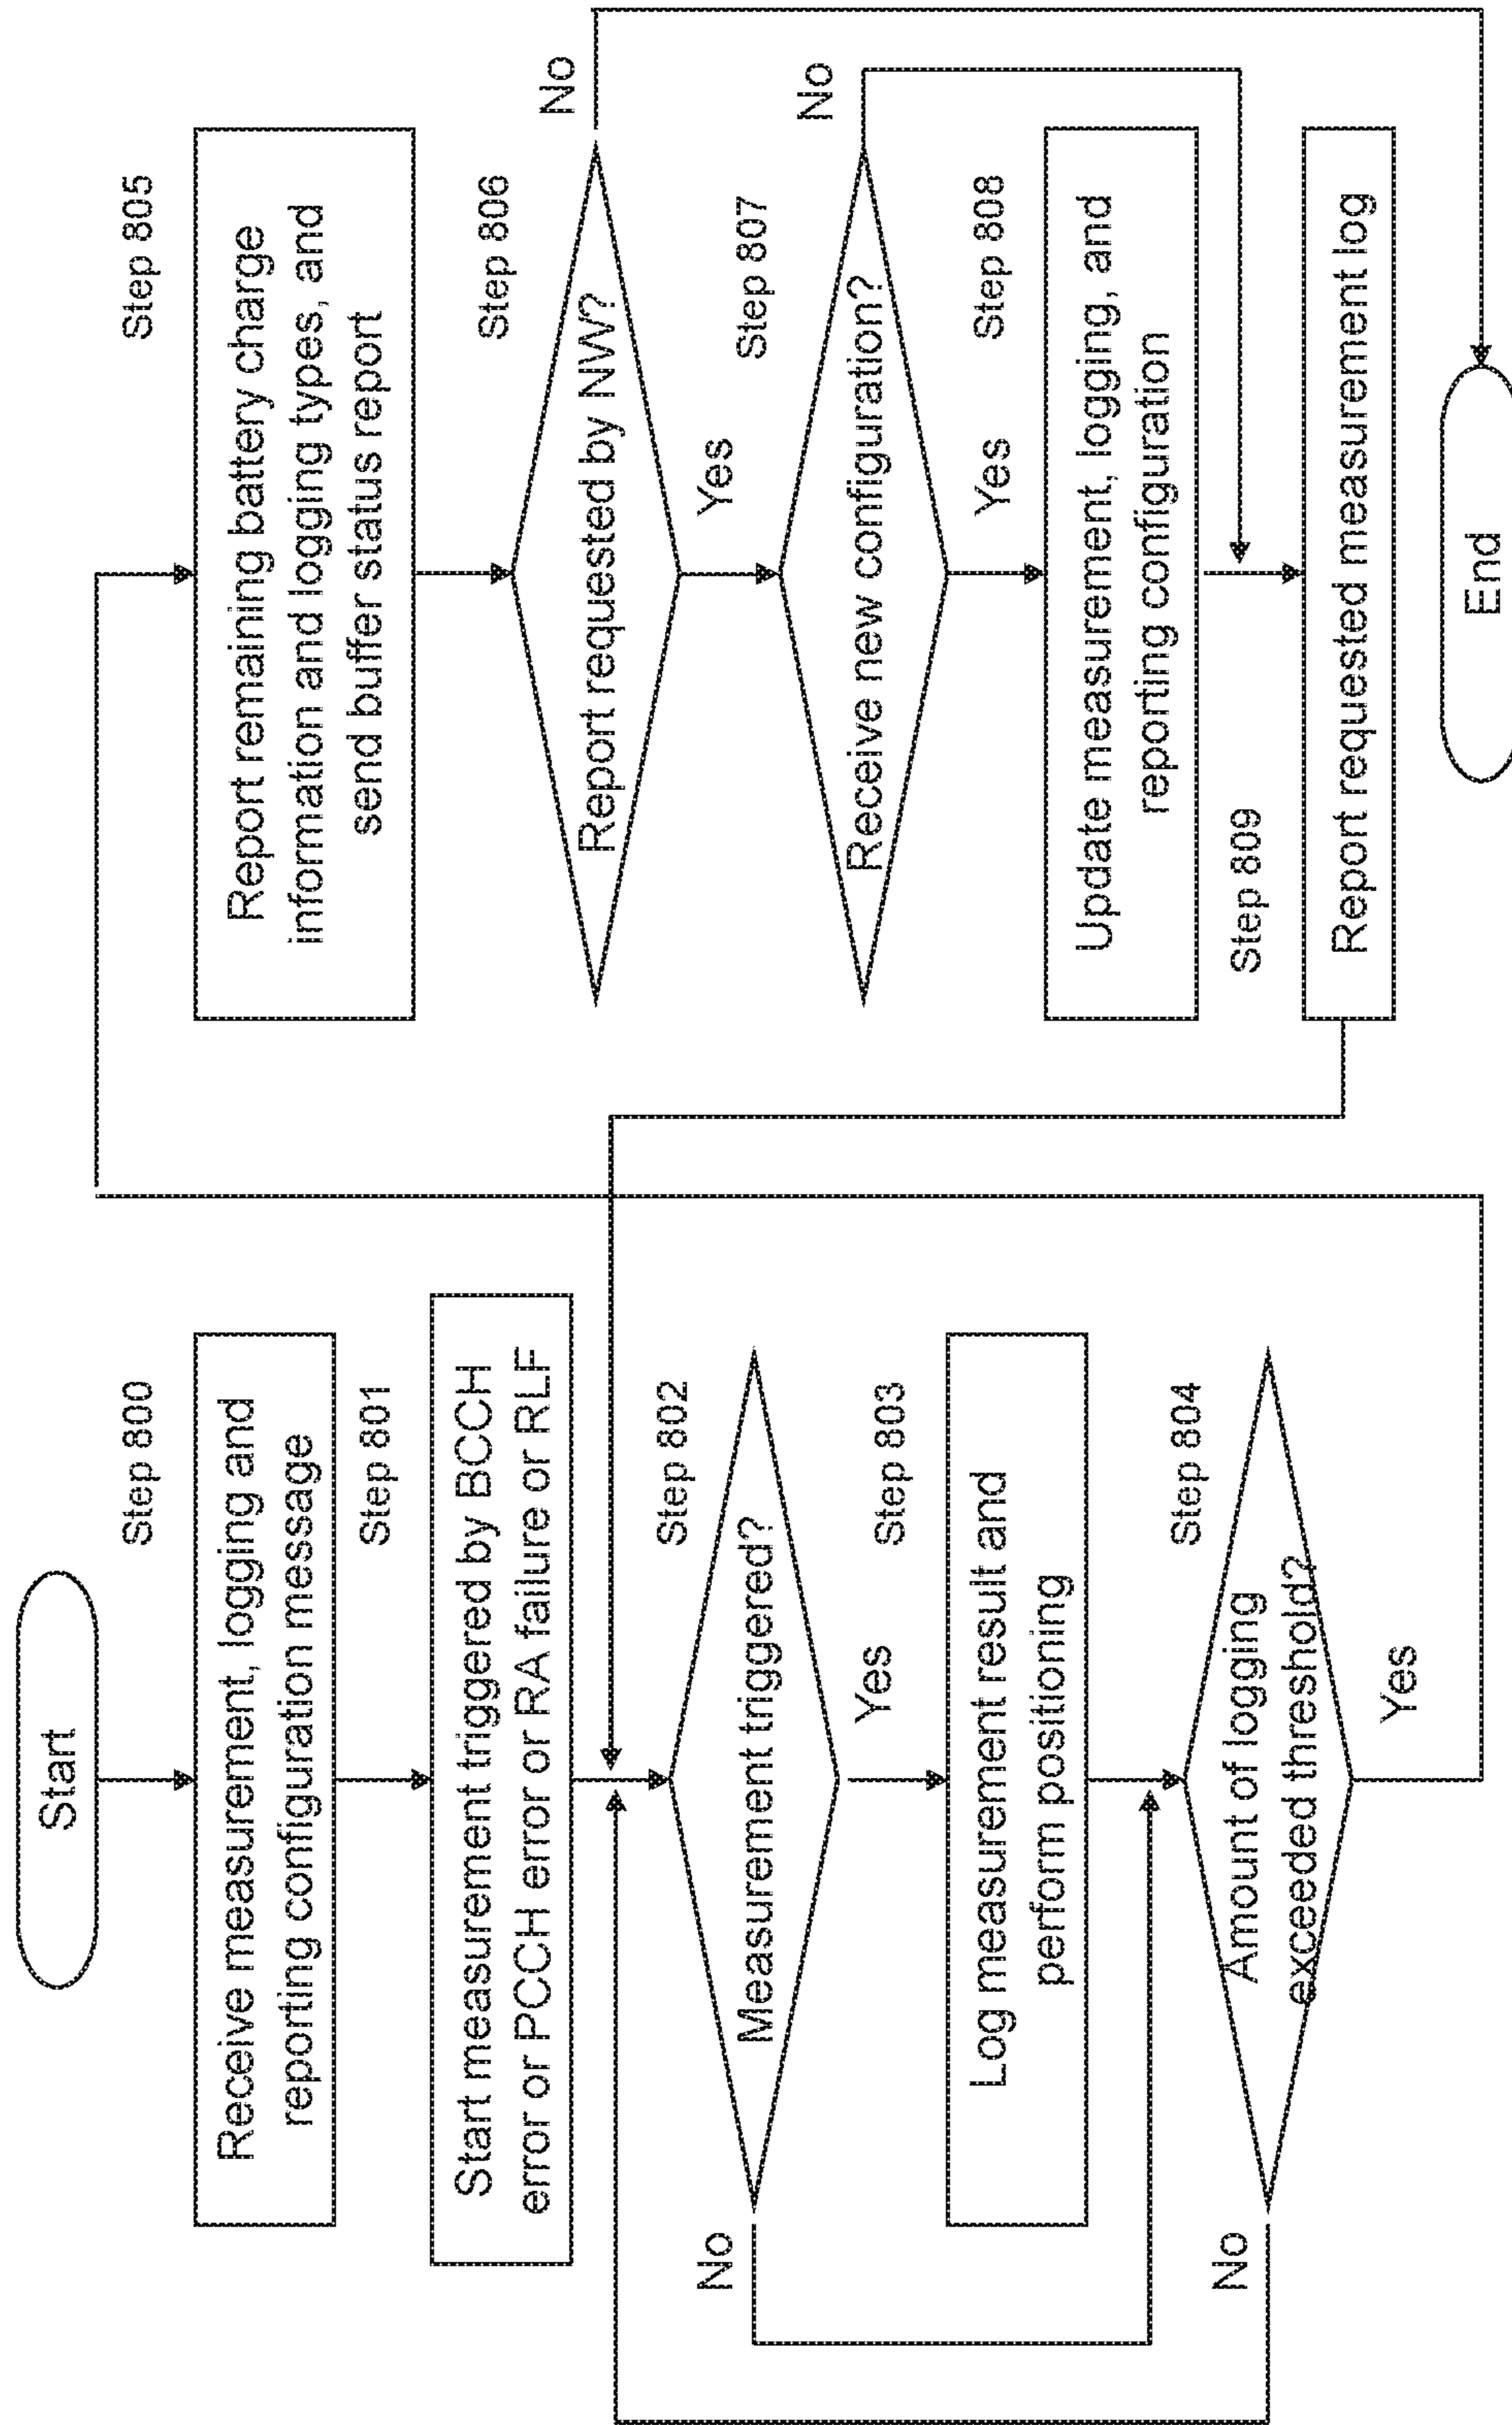 Start
Step 800
Receive measurement, logging and
reporting configuration message
Step 801
Start measurement triggered by BCCH
error or PCCH error or RA failure or RLF
Step 802
Measurement triggered?
No
Yes
Step 803
Log measurement result and
perform positioning
Step 804
Amount of logging
exceeded threshold?
No
Yes
Step 805
Report remaining battery charge
information and logging types, and
send buffer status report
Step 806
Report requested by NW?
No
Yes
Step 807
Receive new configuration?
No
Yes
Step 808
Update measurement, logging, and
reporting configuration
Step 809
Report requested measurement log
End